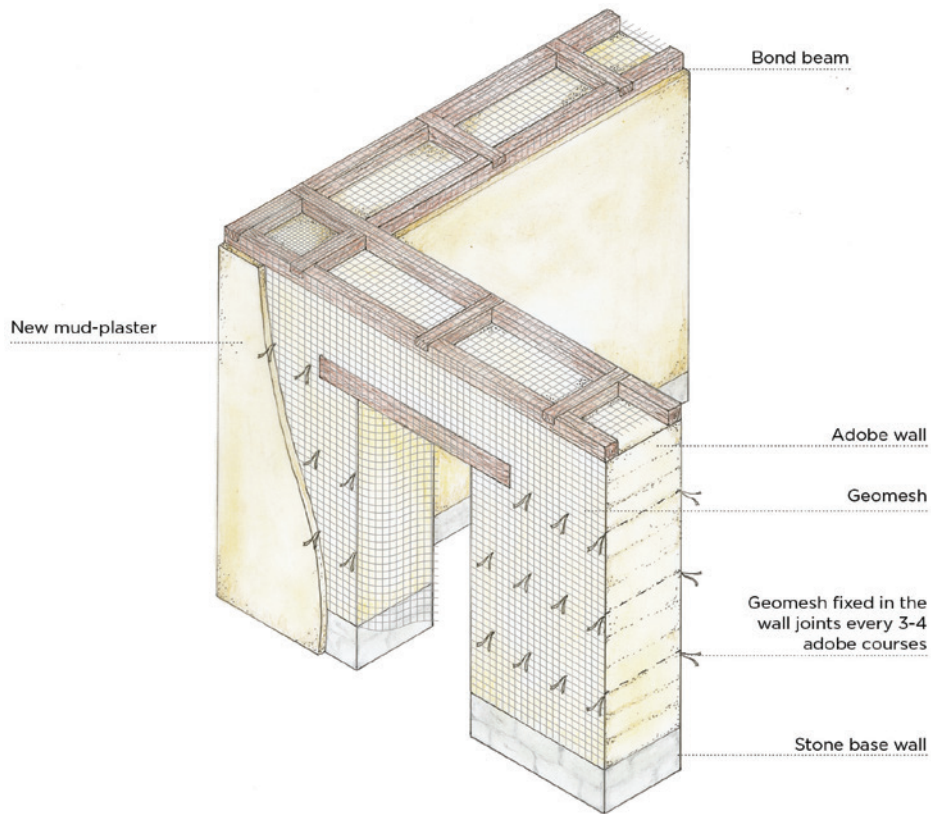 Bond beam
New mud-plaster
Adobe wall
Geomesh
Geomesh fixed in the
wall joints every 3-4
adobe courses
Stone base wall